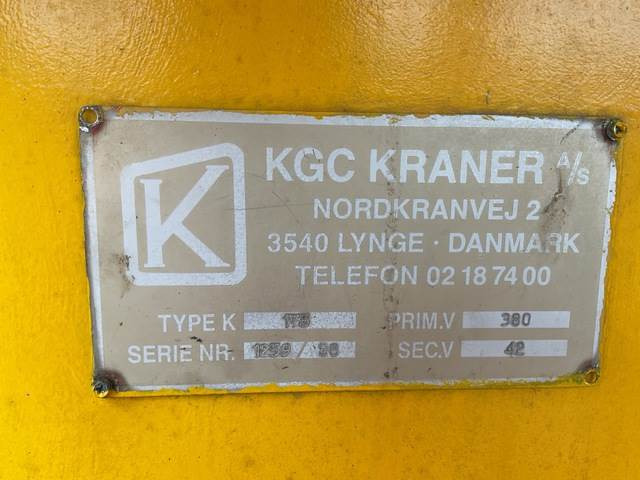 K
KGC KRANER A/S
NORDKRANVEJ 2
3540 LYNGE · DANMARK
TELEFON 02 18 74 00
TYPE K PRIM.V 380
SERIE NR. SEC.V 42